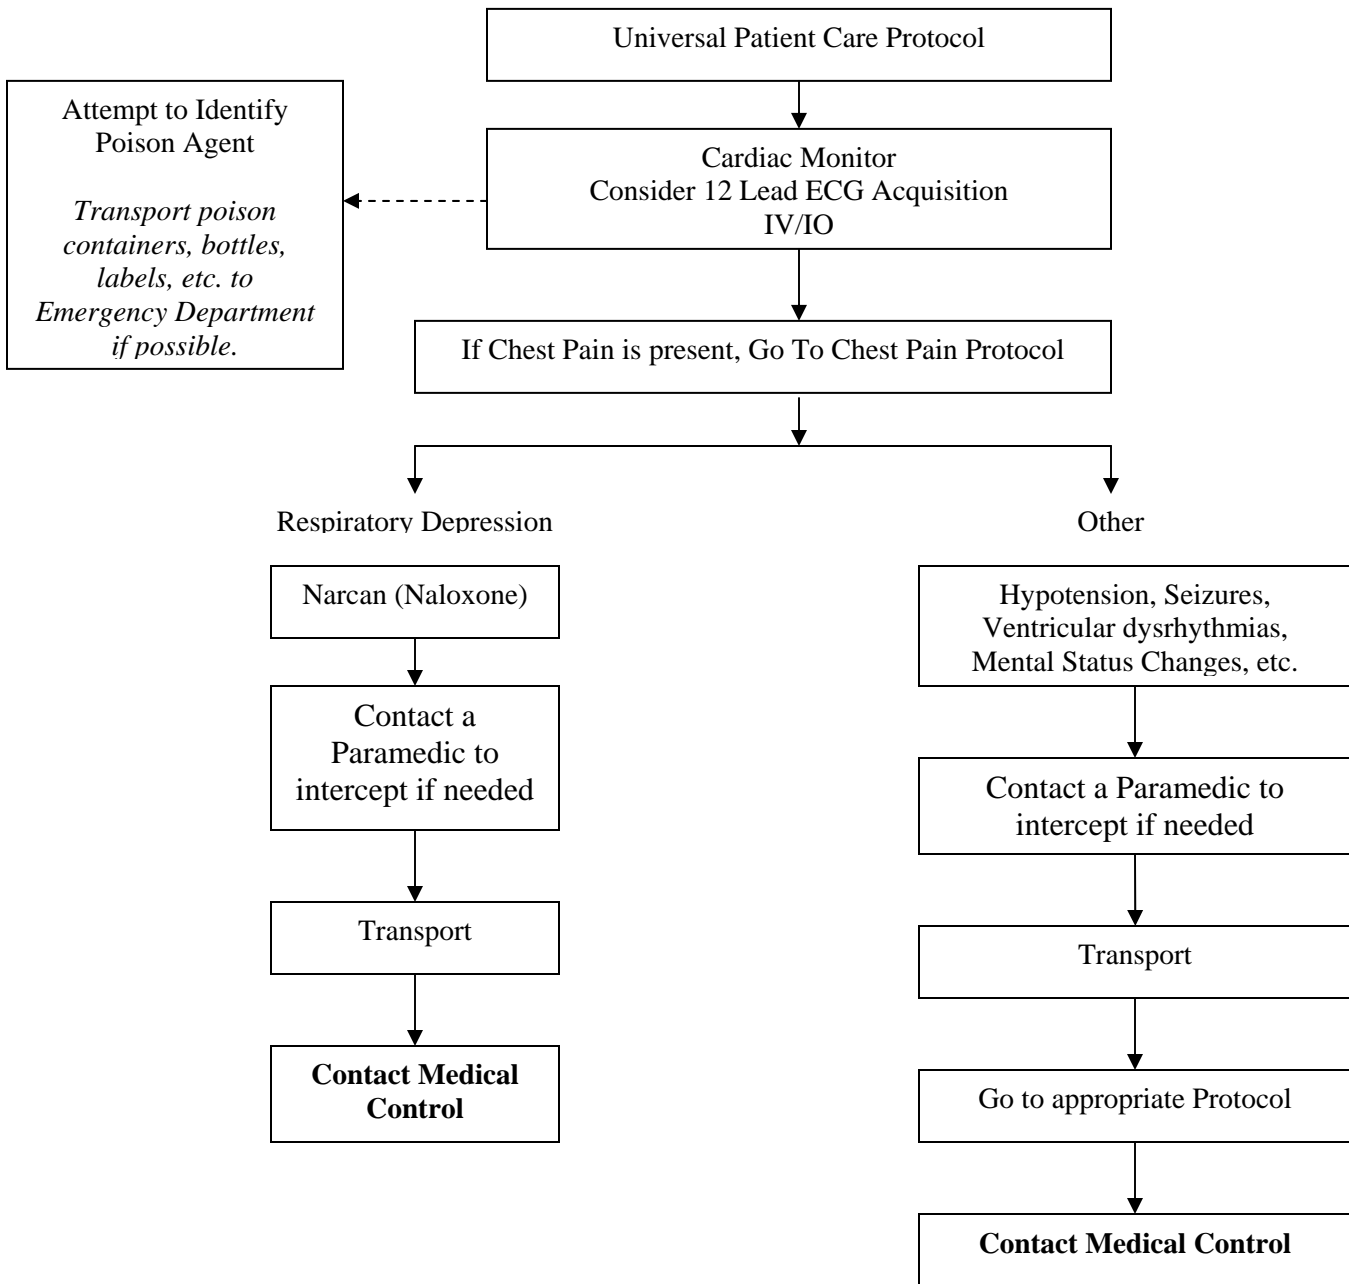 Universal Patient Care Protocol
Attempt to Identify
Poison Agent
Transport poison
containers, bottles,
labels, etc. to
Emergency Department
if possible.
Cardiac Monitor
Consider 12 Lead ECG Acquisition
IV/IO
If Chest Pain is present, Go To Chest Pain Protocol
Respiratory Depression
Narcan (Naloxone)
Contact a
Paramedic to
intercept if needed
Transport
Contact Medical
Control
Other
Hypotension, Seizures,
Ventricular dysrhythmias,
Mental Status Changes, etc.
Contact a Paramedic to
intercept if needed
Transport
Go to appropriate Protocol
Contact Medical Control